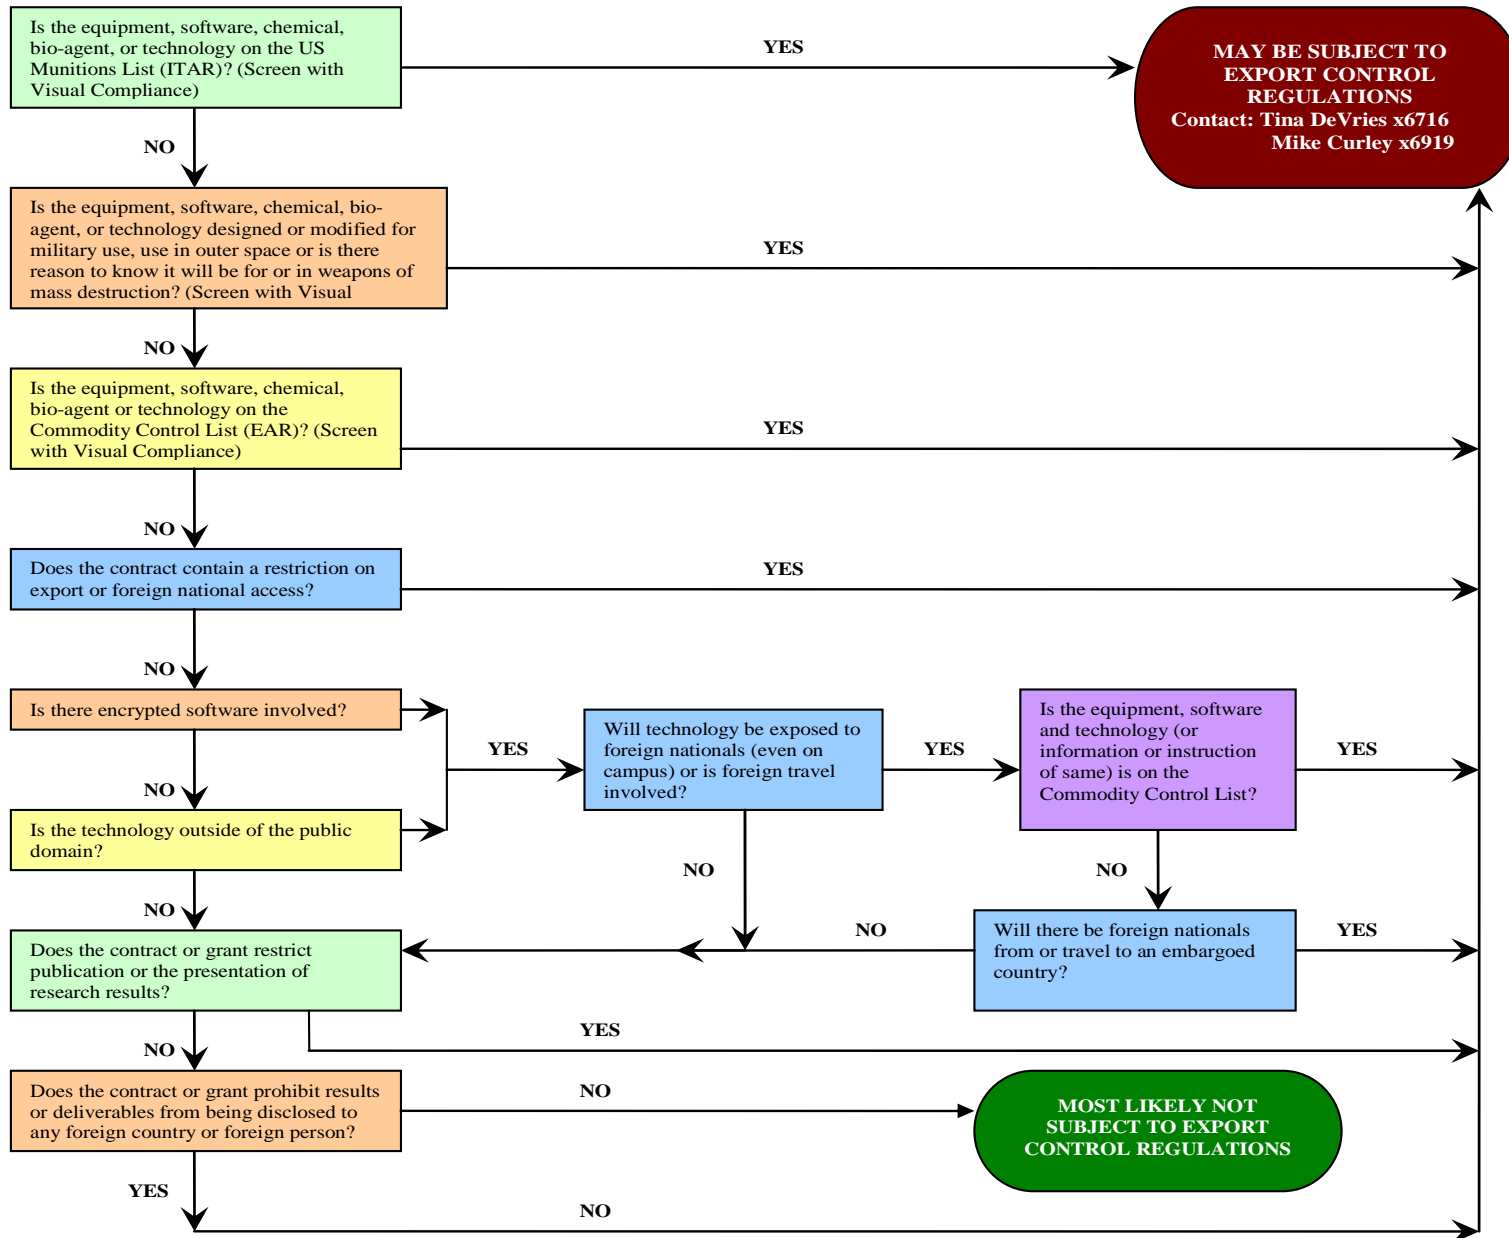 Is the equipment, software, chemical,
bio-agent, or technology on the US
Munitions List (ITAR)? (Screen with
Visual Compliance)
YES
MAY BE SUBJECT TO
EXPORT CONTROL
REGULATIONS
Contact: Tina DeVries x6716
Mike Curley x6919
NO
Is the equipment, software, chemical, bio-
agent, or technology designed or modified for
military use, use in outer space or is there
reason to know it will be for or in weapons of
mass destruction? (Screen with Visual
YES
NO
Is the equipment, software, chemical,
bio-agent or technology on the
Commodity Control List (EAR)? (Screen
with Visual Compliance)
YES
NO
Does the contract contain a restriction on
export or foreign national access?
YES
NO
Is there encrypted software involved?
YES
Will technology be exposed to
foreign nationals (even on
campus) or is foreign travel
involved?
YES
Is the equipment, software
and technology (or
information or instruction
of same) is on the
Commodity Control List?
YES
NO
Is the technology outside of the public
domain?
NO
NO
NO
Does the contract or grant restrict
publication or the presentation of
research results?
NO
Will there be foreign nationals
from or travel to an embargoed
country?
YES
YES
NO
Does the contract or grant prohibit results
or deliverables from being disclosed to
any foreign country or foreign person?
NO
MOST LIKELY NOT
SUBJECT TO EXPORT
CONTROL REGULATIONS
YES
NO